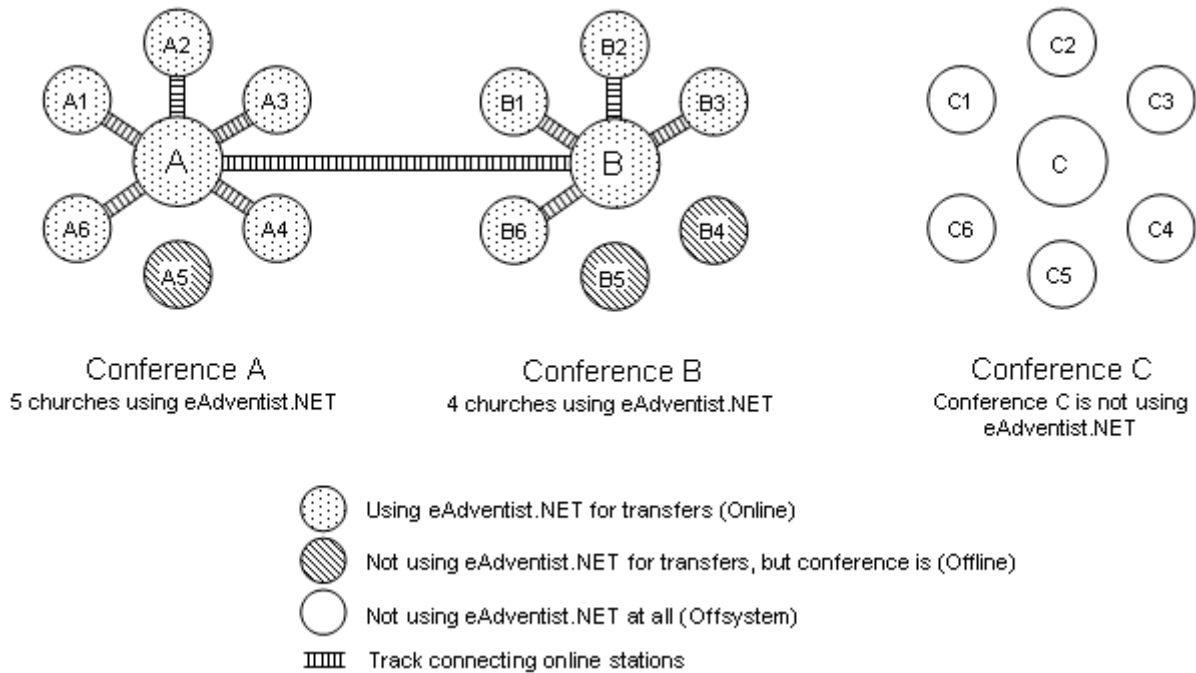 A2
B2
C2
A1
A3
B1
B3
C1
C3
A
B
C
A6
A4
B6
B4
C6
C4
A5
B5
C5
Conference A
Conference B
Conference C
5 churches using eAdventist.NET
4 churches using eAdventist.NET
Conference C is not using
eAdventist.NET
Using eAdventist.NET for transfers (Online)
Not using eAdventist.NET for transfers, but conference is (Offline)
Not using eAdventist.NET at all (Offsystem)
Track connecting online stations